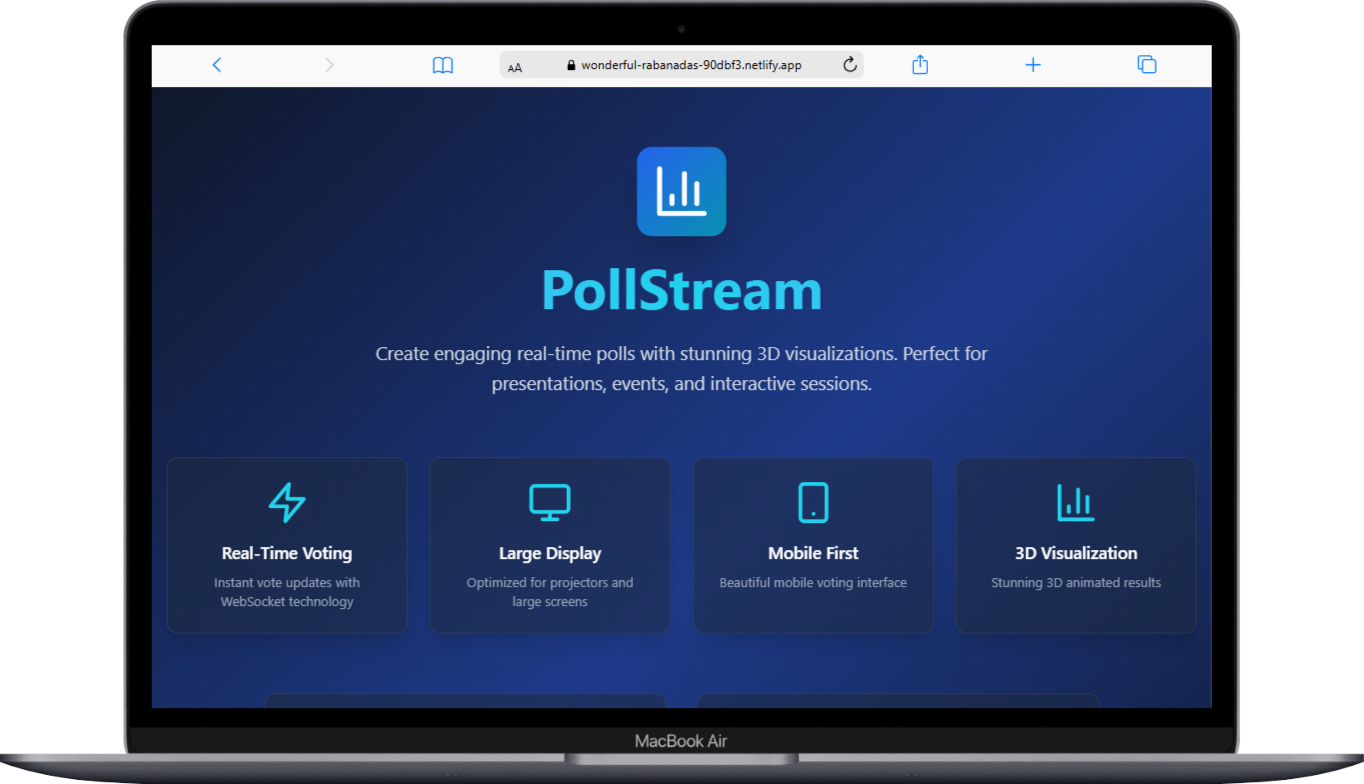 AA wonderful-rabanadas-90dbf3.netlify.app
PollStream
Create engaging real-time polls with stunning 3D visualizations. Perfect for
presentations, events, and interactive sessions.
Real-Time Voting
Instant vote updates with
WebSocket technology
Large Display
Optimized for projectors and
large screens
Mobile First
Beautiful mobile voting interface
3D Visualization
Stunning 3D animated results
MacBook Air